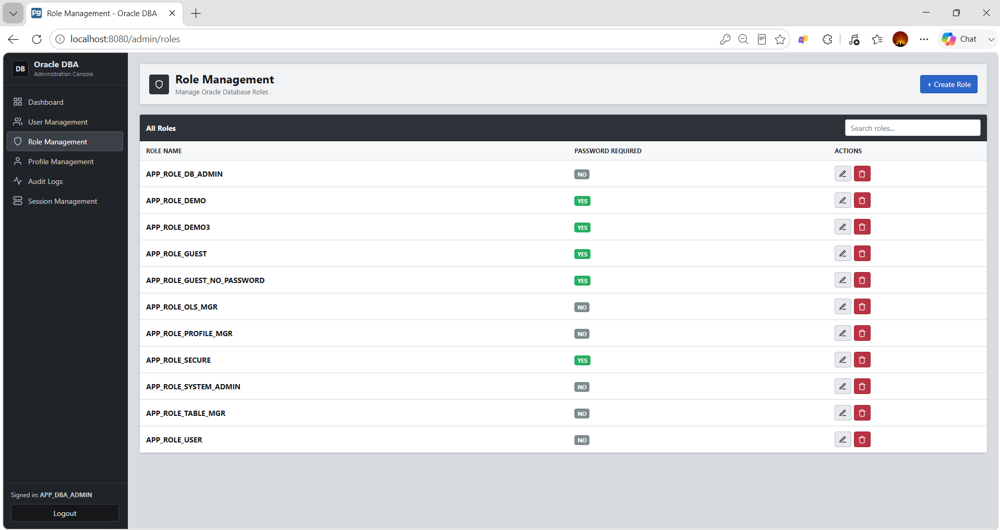 Role Management - Oracle DBA
localhost:8080/admin/roles
Chat
DB
Oracle DBA
Administration Console
Dashboard
User Management
Role Management
Profile Management
Audit Logs
Session Management
Signed in: APP_DBA_ADMIN
Logout
Role Management
Manage Oracle Database Roles
+ Create Role
All Roles
Search roles...
ROLE NAME PASSWORD REQUIRED ACTIONS
APP_ROLE_DB_ADMIN NO
APP_ROLE_DEMO YES
APP_ROLE_DEMO3 YES
APP_ROLE_GUEST YES
APP_ROLE_GUEST_NO_PASSWORD YES
APP_ROLE_OLS_MGR NO
APP_ROLE_PROFILE_MGR NO
APP_ROLE_SECURE YES
APP_ROLE_SYSTEM_ADMIN NO
APP_ROLE_TABLE_MGR NO
APP_ROLE_USER NO